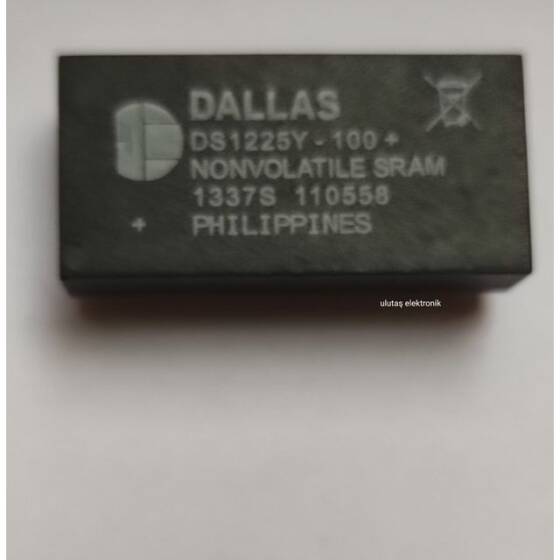 DALLAS
DS1225Y-100+
NONVOLATILE SRAM
1337S 110558
+ PHILIPPINES
ulutaş elektronik